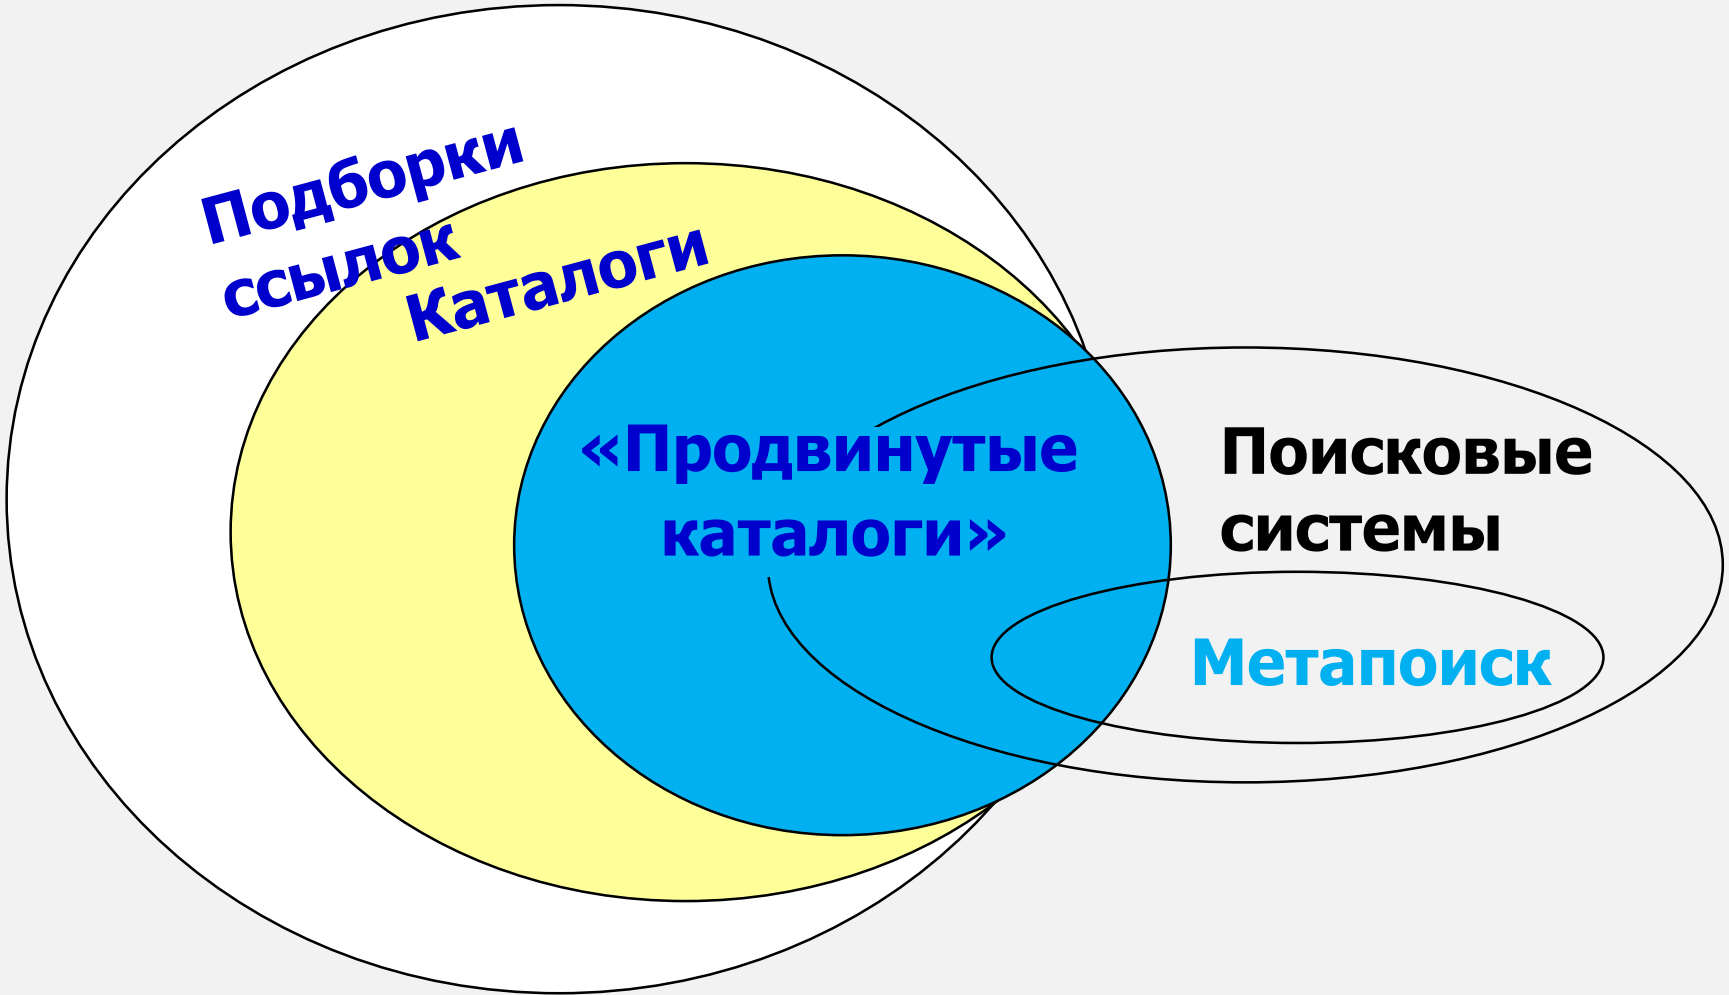 Подборки
ссылок
Каталоги
«Продвинутые
каталоги»
Поисковые
системы
Метапоиск